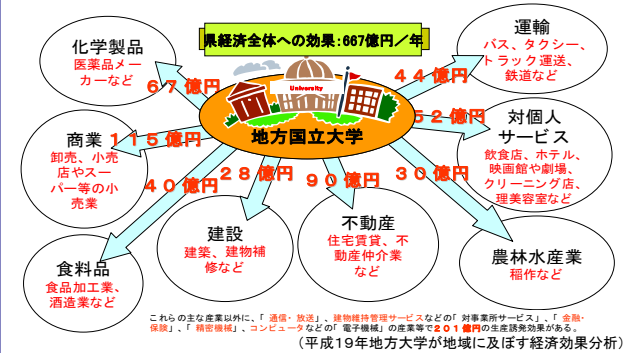 県経済全体への効果：667億円／年
化学製品
医薬品メー
カーなど
67億円
運輸
バス、タクシー、
トラック運送、
鉄道など
44億円
University
地方国立大学
商業
卸売、小売
店やスー
パー等の小
売業
115億円
52億円
対個人
サービス
飲食店、ホテル、
映画館や劇場、
クリーニング店、
理美容室など
40億円
28億円
90億円
30億円
食料品
食品加工業、
酒造業など
建設
建築、建物補
修など
不動産
住宅賃貸、不
動産仲介業
など
農林水産業
稲作など
これらの主な産業以外に、「通信・放送」、建物維持管理サービスなどの「対事業所サービス」、「金融・
保険」、「精密機械」、コンピュータなどの「電子機械」の産業等で201億円の生産誘発効果がある。
（平成19年地方大学が地域に及ぼす経済効果分析）